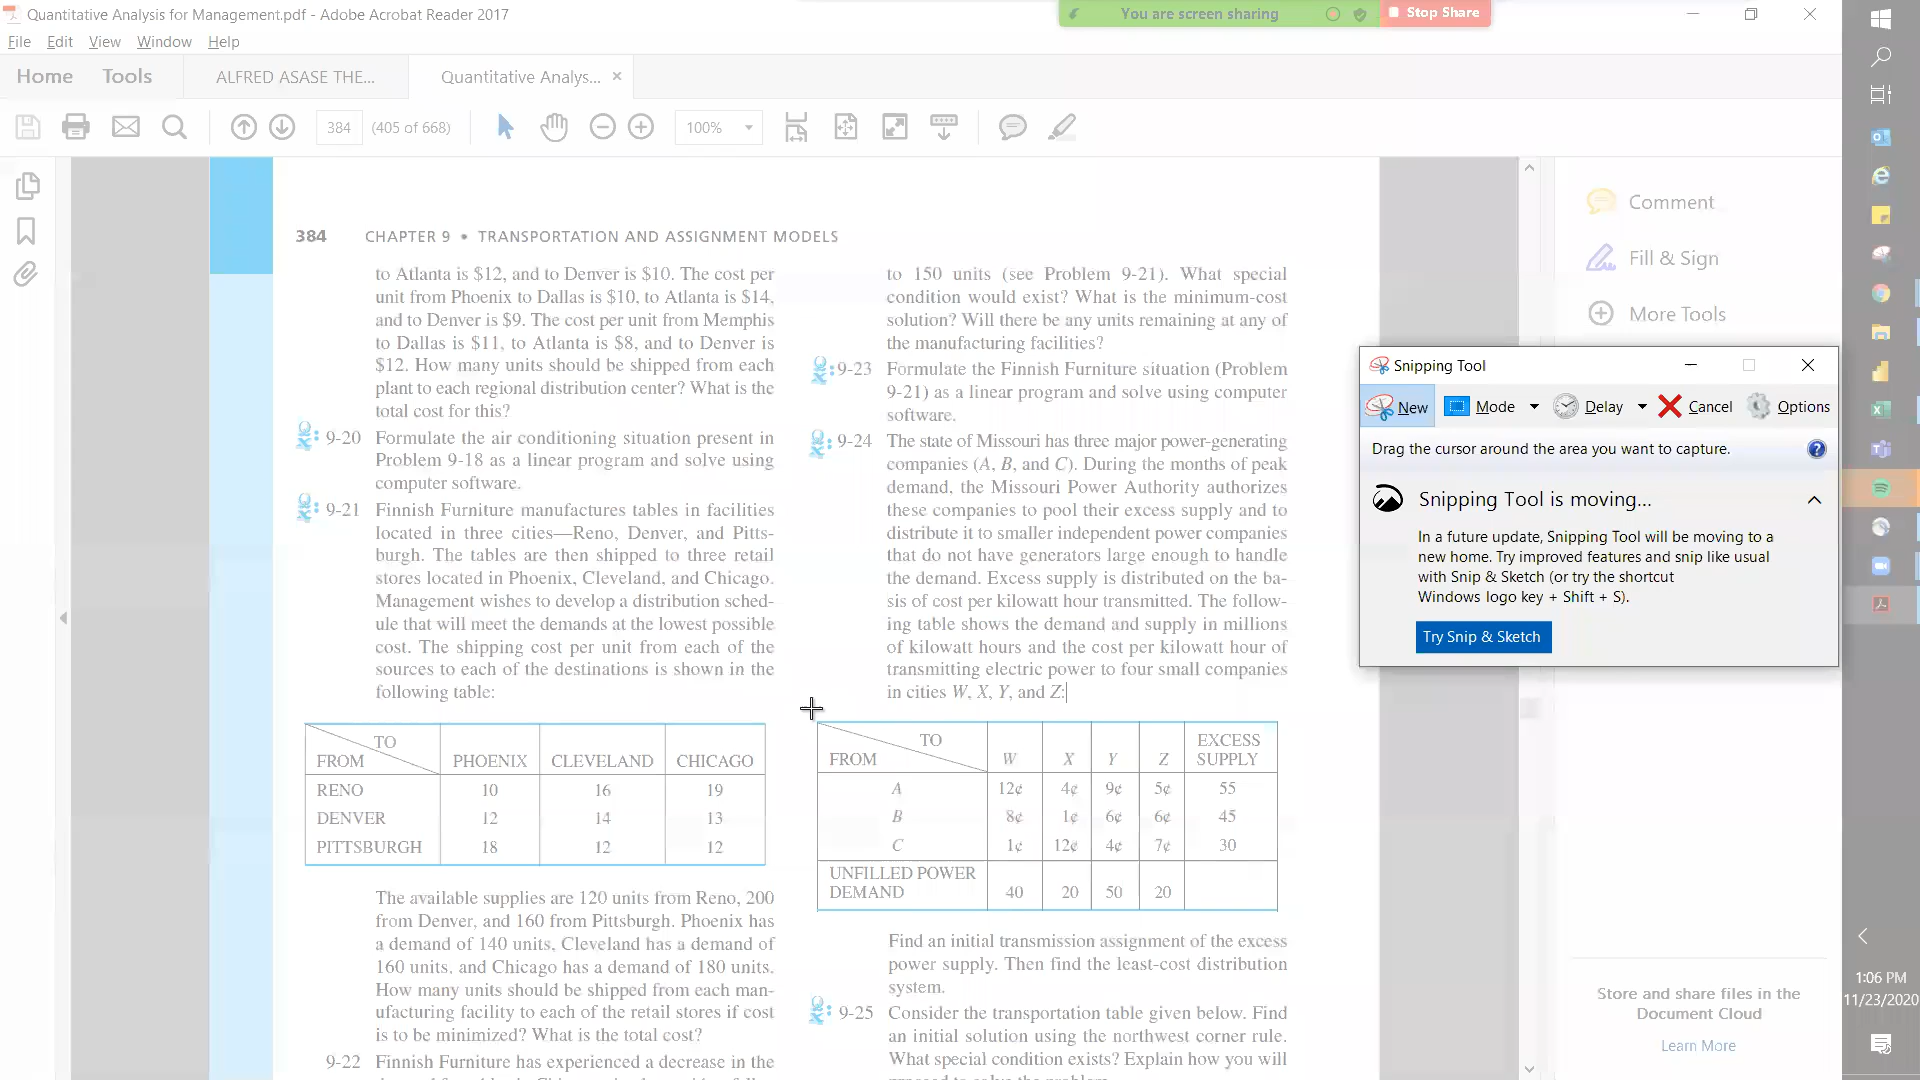 Quantitative Analysis for Management.pdf - Adobe Acrobat Reader 2017
You are screen sharing
Stop Share
File Edit View Window Help
Home Tools ALFRED ASASE THE... Quantitative Analys... ×
384 (405 of 668) 100%
384 CHAPTER 9 • TRANSPORTATION AND ASSIGNMENT MODELS
to Atlanta is $12, and to Denver is $10. The cost per
unit from Phoenix to Dallas is $10, to Atlanta is $14,
and to Denver is $9. The cost per unit from Memphis
to Dallas is $11, to Atlanta is $8, and to Denver is
$12. How many units should be shipped from each
plant to each regional distribution center? What is the
total cost for this?
9-20 Formulate the air conditioning situation present in
Problem 9-18 as a linear program and solve using
computer software.
9-21 Finnish Furniture manufactures tables in facilities
located in three cities—Reno, Denver, and Pitts-
burgh. The tables are then shipped to three retail
stores located in Phoenix, Cleveland, and Chicago.
Management wishes to develop a distribution sched-
ule that will meet the demands at the lowest possible
cost. The shipping cost per unit from each of the
sources to each of the destinations is shown in the
following table:
TO
FROM PHOENIX CLEVELAND CHICAGO
RENO 10 16 19
DENVER 12 14 13
PITTSBURGH 18 12 12
The available supplies are 120 units from Reno, 200
from Denver, and 160 from Pittsburgh. Phoenix has
a demand of 140 units, Cleveland has a demand of
160 units, and Chicago has a demand of 180 units.
How many units should be shipped from each man-
ufacturing facility to each of the retail stores if cost
is to be minimized? What is the total cost?
9-22 Finnish Furniture has experienced a decrease in the
to 150 units (see Problem 9-21). What special
condition would exist? What is the minimum-cost
solution? Will there be any units remaining at any of
the manufacturing facilities?
9-23 Formulate the Finnish Furniture situation (Problem
9-21) as a linear program and solve using computer
software.
9-24 The state of Missouri has three major power-generating
companies (A, B, and C). During the months of peak
demand, the Missouri Power Authority authorizes
these companies to pool their excess supply and to
distribute it to smaller independent power companies
that do not have generators large enough to handle
the demand. Excess supply is distributed on the ba-
sis of cost per kilowatt hour transmitted. The follow-
ing table shows the demand and supply in millions
of kilowatt hours and the cost per kilowatt hour of
transmitting electric power to four small companies
in cities W, X, Y, and Z:
TO EXCESS
FROM W X Y Z SUPPLY
A 12¢ 4¢ 9¢ 5¢ 55
B 8¢ 1¢ 6¢ 6¢ 45
C 1¢ 12¢ 4¢ 7¢ 30
UNFILLED POWER
DEMAND 40 20 50 20
Find an initial transmission assignment of the excess
power supply. Then find the least-cost distribution
system.
9-25 Consider the transportation table given below. Find
an initial solution using the northwest corner rule.
What special condition exists? Explain how you will
Comment
Fill & Sign
More Tools
Snipping Tool
New Mode Delay Cancel Options
Drag the cursor around the area you want to capture.
Snipping Tool is moving...
In a future update, Snipping Tool will be moving to a
new home. Try improved features and snip like usual
with Snip & Sketch (or try the shortcut
Windows logo key + Shift + S).
Try Snip & Sketch
Store and share files in the
Document Cloud
Learn More
1:06 PM
11/23/2020